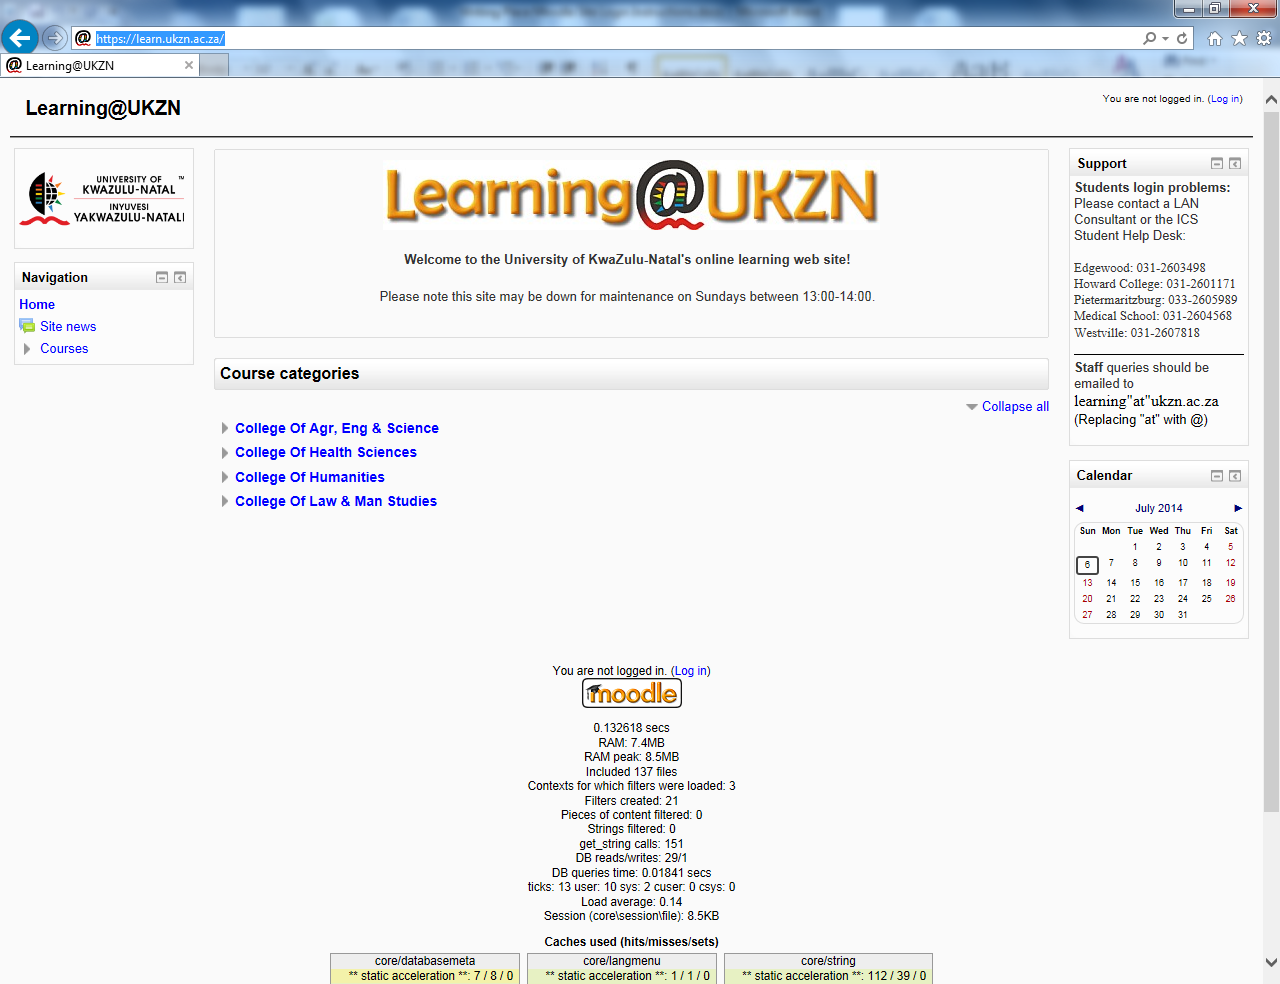 https://learn.ukzn.ac.za/
Learning@UKZN
Learning@UKZN
You are not logged in. (Log in)
UNIVERSITY OF ™
KWAZULU-NATAL
INYUVESI
YAKWAZULU-NATALI
Navigation
Home
Site news
Courses
Learning@UKZN
Welcome to the University of KwaZulu-Natal's online learning web site!
Please note this site may be down for maintenance on Sundays between 13:00-14:00.
Course categories
Collapse all
College Of Agr, Eng & Science
College Of Health Sciences
College Of Humanities
College Of Law & Man Studies
Support
Students login problems:
Please contact a LAN
Consultant or the ICS
Student Help Desk:
Edgewood: 031-2603498
Howard College: 031-2601171
Pietermaritzburg: 033-2605989
Medical School: 031-2604568
Westville: 031-2607818
Staff queries should be
emailed to
learning"at"ukzn.ac.za
(Replacing "at" with @)
Calendar
◄ July 2014 ►
Sun Mon Tue Wed Thu Fri Sat
1 2 3 4 5
6 7 8 9 10 11 12
13 14 15 16 17 18 19
20 21 22 23 24 25 26
27 28 29 30 31
You are not logged in. (Log in)
moodle
0.132618 secs
RAM: 7.4MB
RAM peak: 8.5MB
Included 137 files
Contexts for which filters were loaded: 3
Filters created: 21
Pieces of content filtered: 0
Strings filtered: 0
get_string calls: 151
DB reads/writes: 29/1
DB queries time: 0.01841 secs
ticks: 13 user: 10 sys: 2 cuser: 0 csys: 0
Load average: 0.14
Session (core\session\file): 8.5KB
Caches used (hits/misses/sets)
core/databasemeta
** static acceleration **: 7 / 8 / 0
core/langmenu
** static acceleration **: 1 / 1 / 0
core/string
** static acceleration **: 112 / 39 / 0